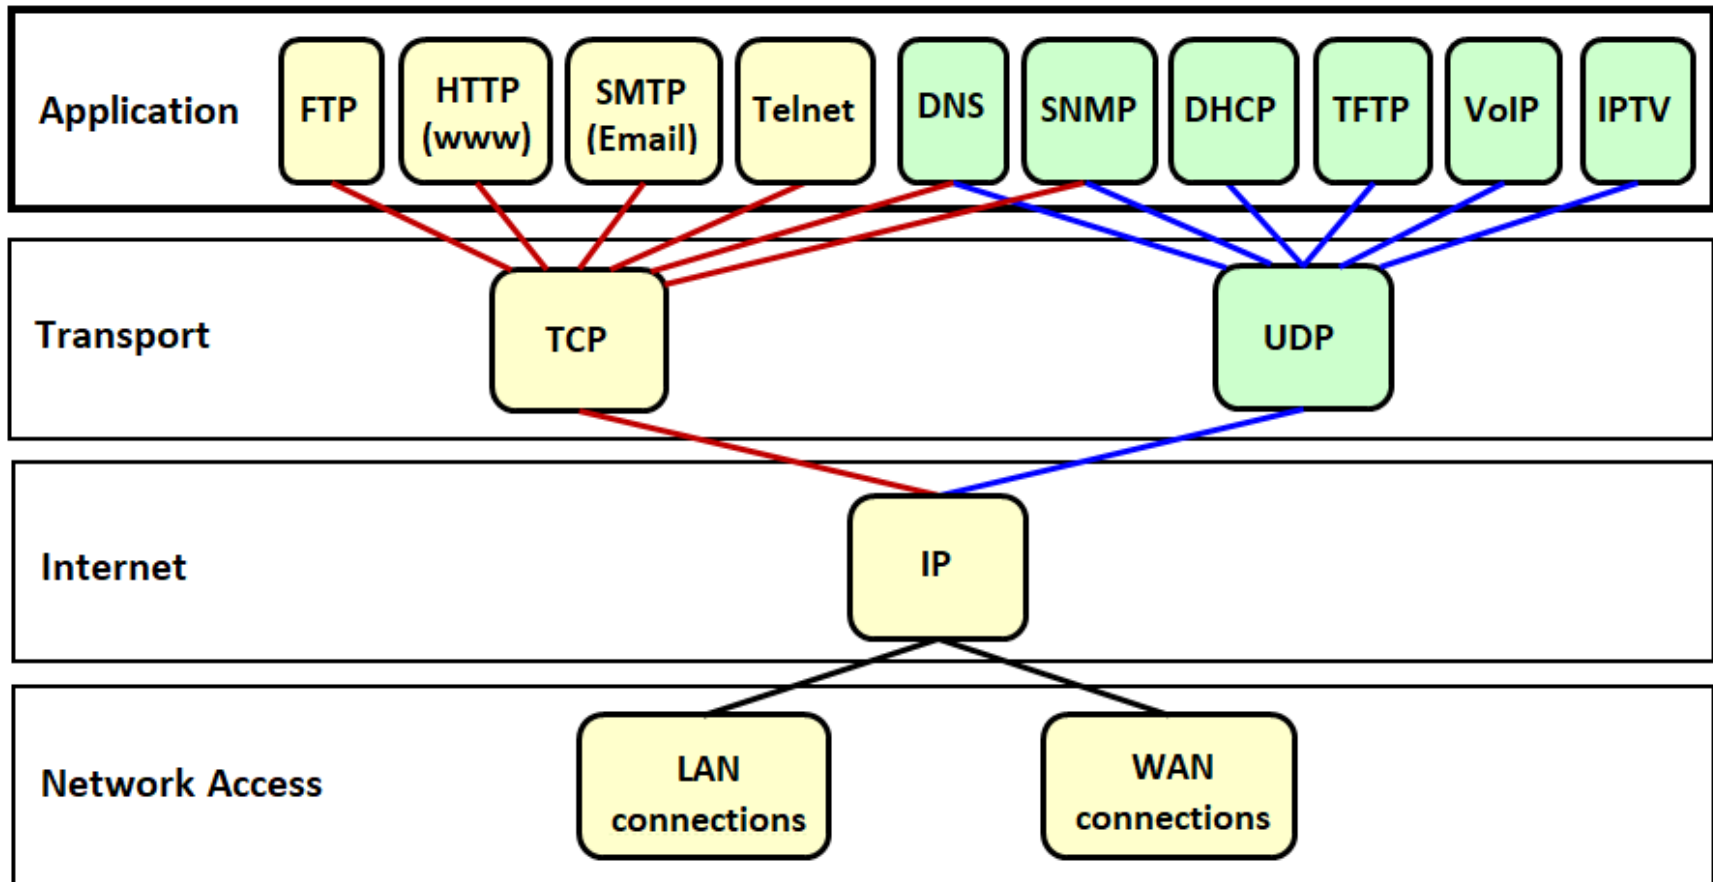 Application
FTP
HTTP
(www)
SMTP
(Email)
Telnet
DNS
SNMP
DHCP
TFTP
VoIP
IPTV
Transport
TCP
UDP
Internet
IP
Network Access
LAN
connections
WAN
connections